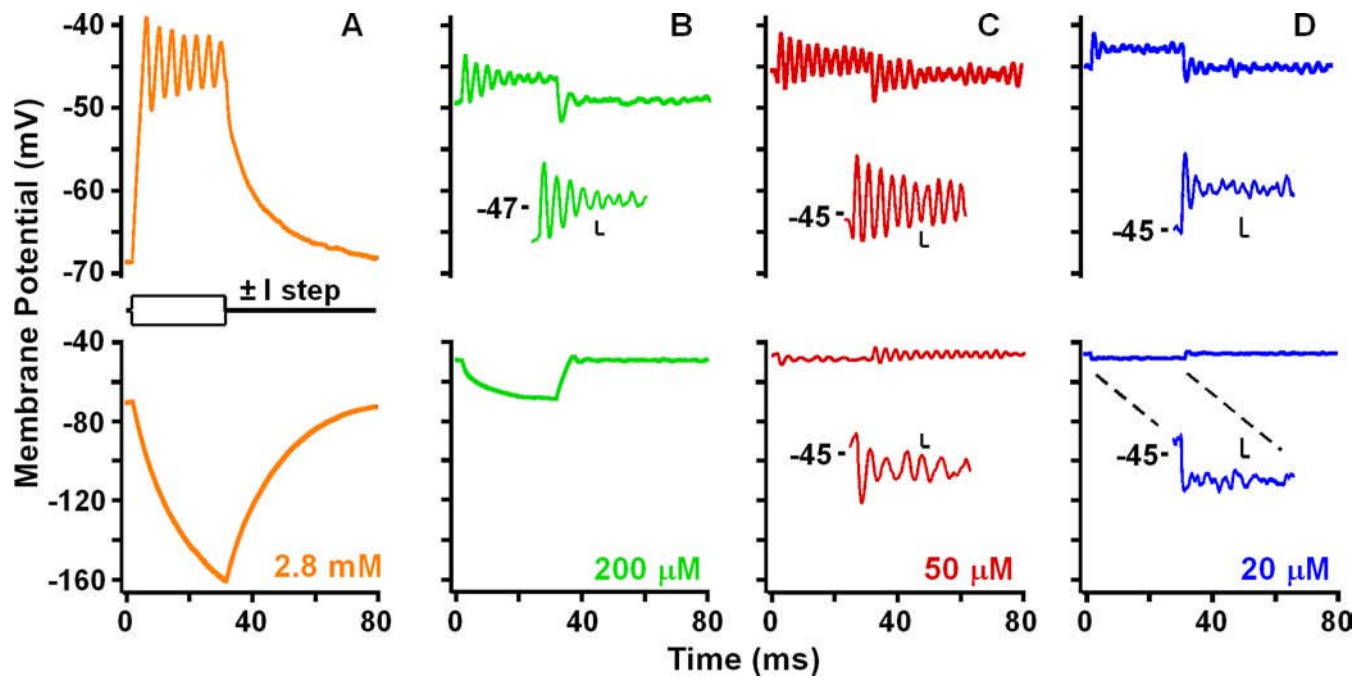 A
B
C
D
Membrane Potential (mV)
-40
-50
-60
-70
-47-
-45 -
-45 -
± I step
-40
-80
-120
-160
-45 -
-45-
2.8 mM
200 μM
50 μM
20 μM
0 40 80
0 40 80
0 40 80
0 40 80
Time (ms)